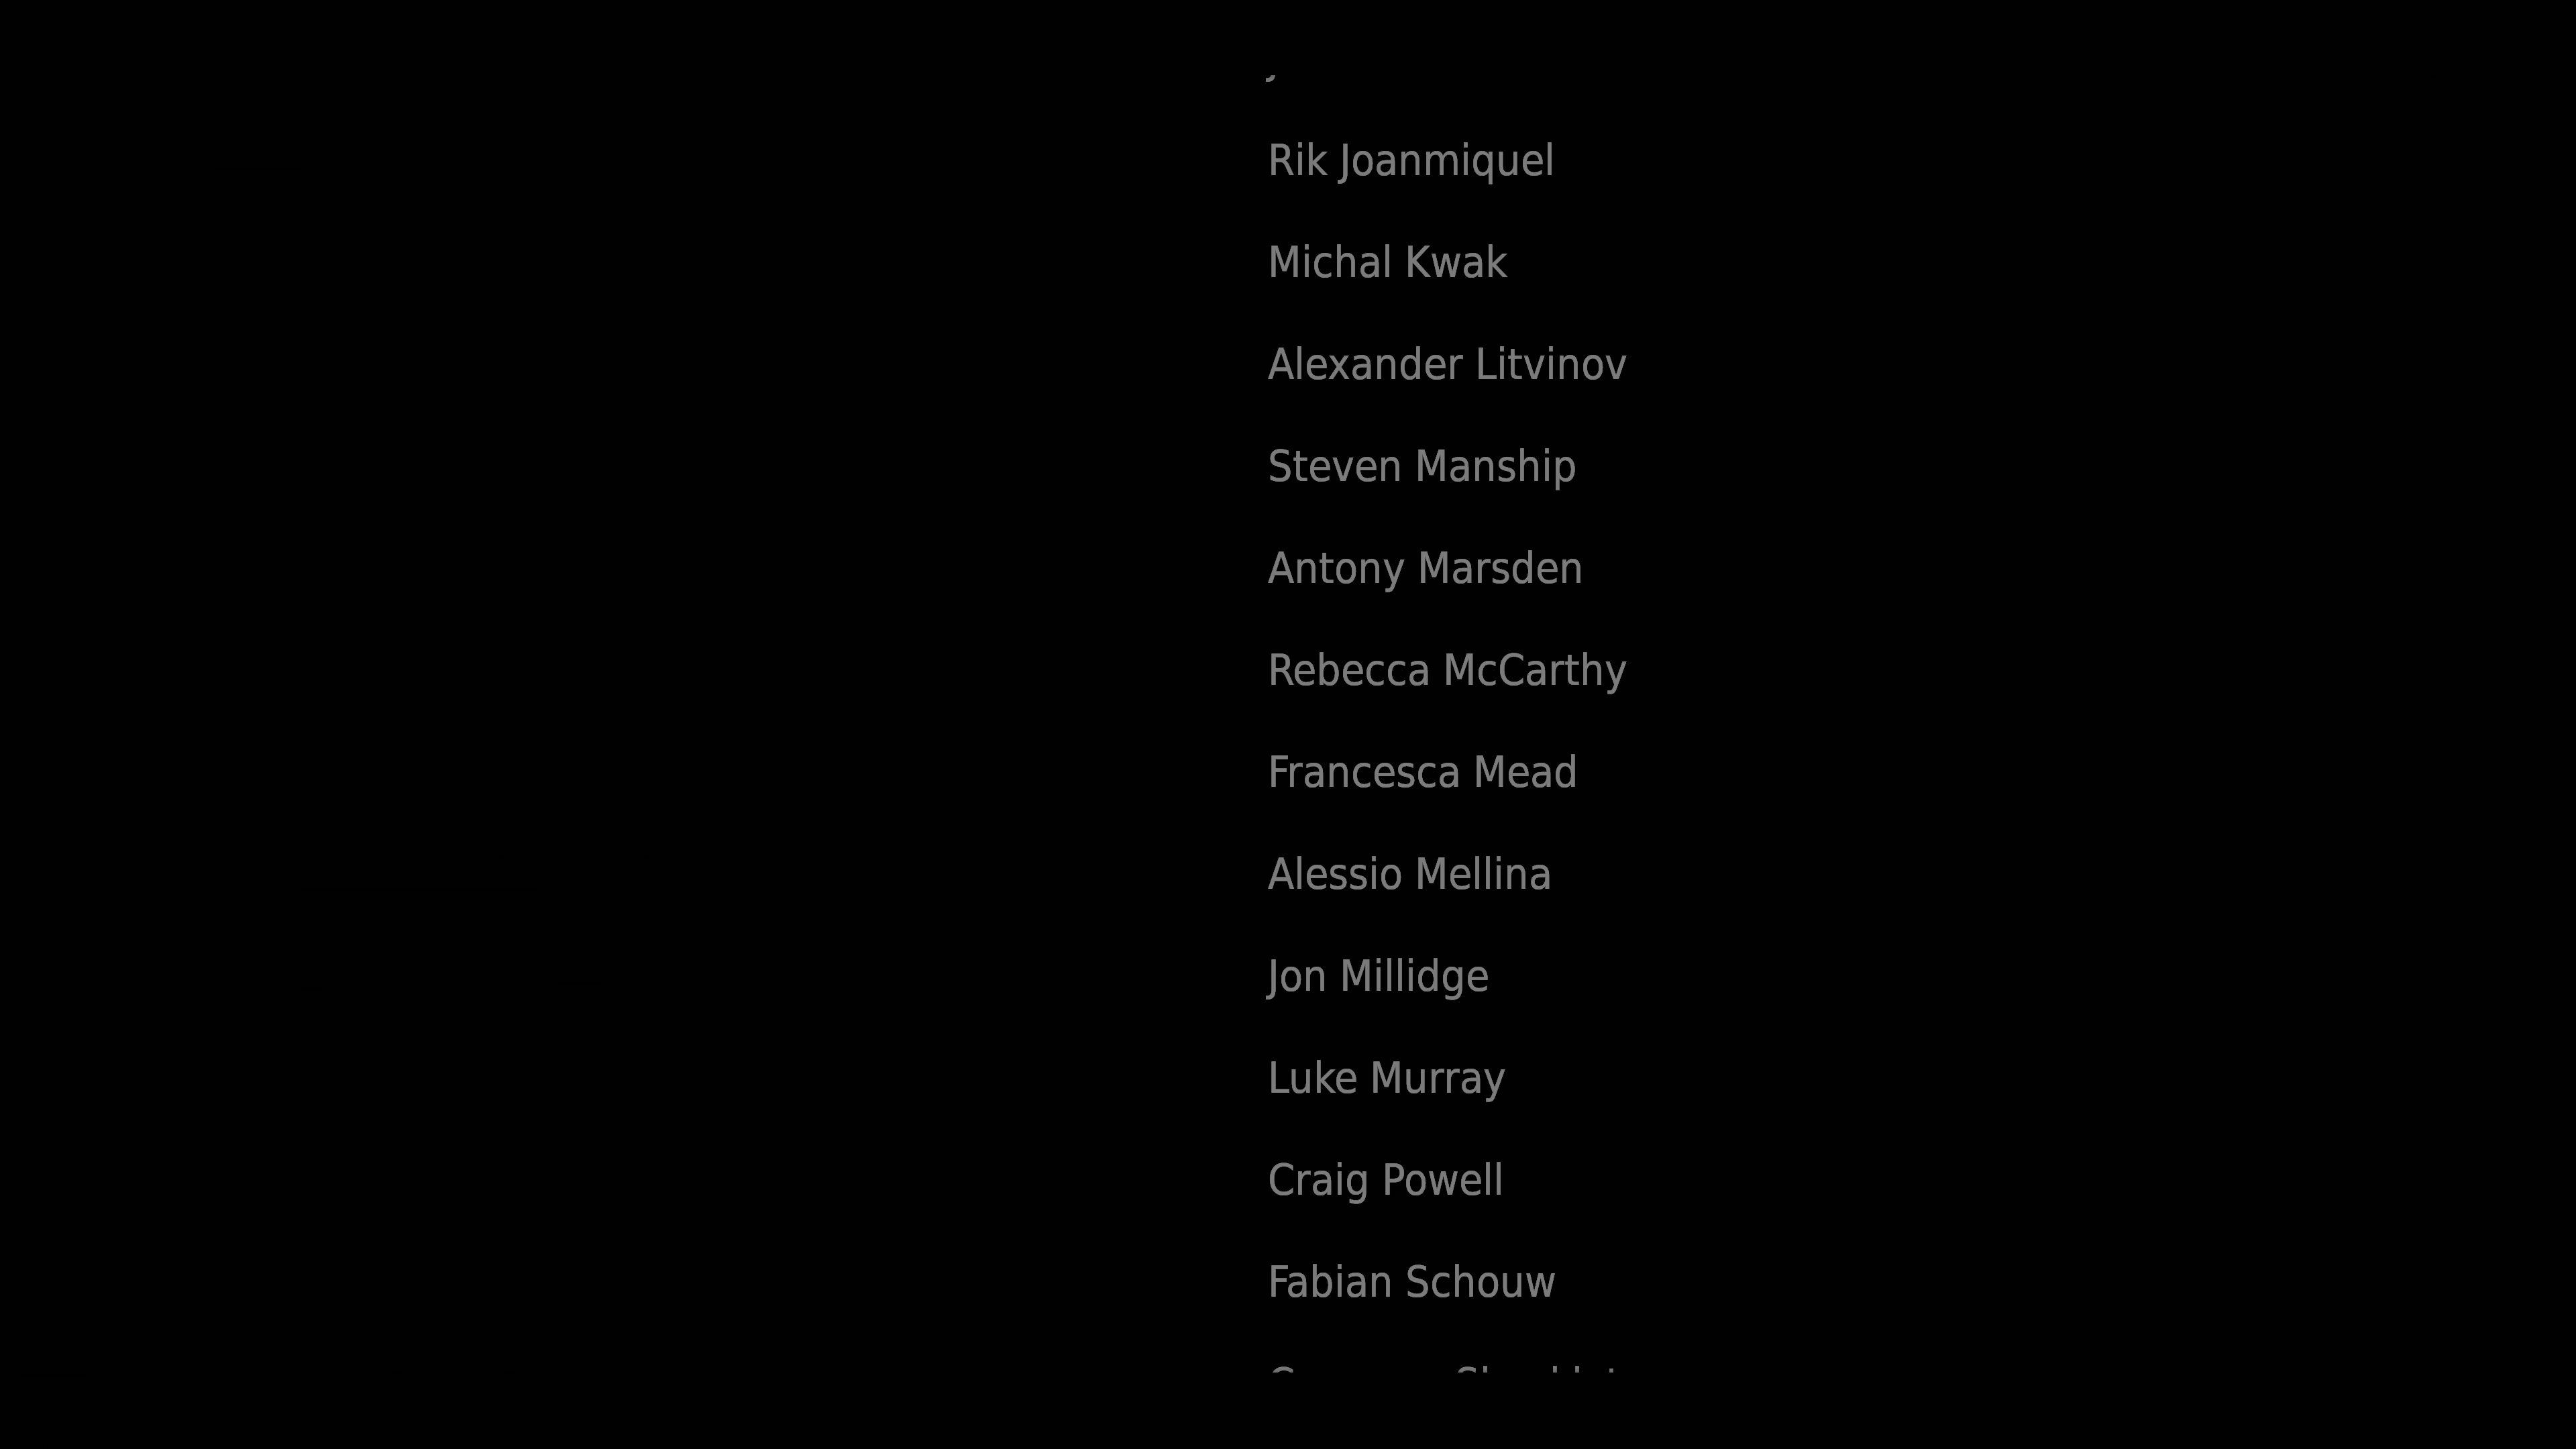 Rik Joanmiquel
Michal Kwak
Alexander Litvinov
Steven Manship
Antony Marsden
Rebecca McCarthy
Francesca Mead
Alessio Mellina
Jon Millidge
Luke Murray
Craig Powell
Fabian Schouw